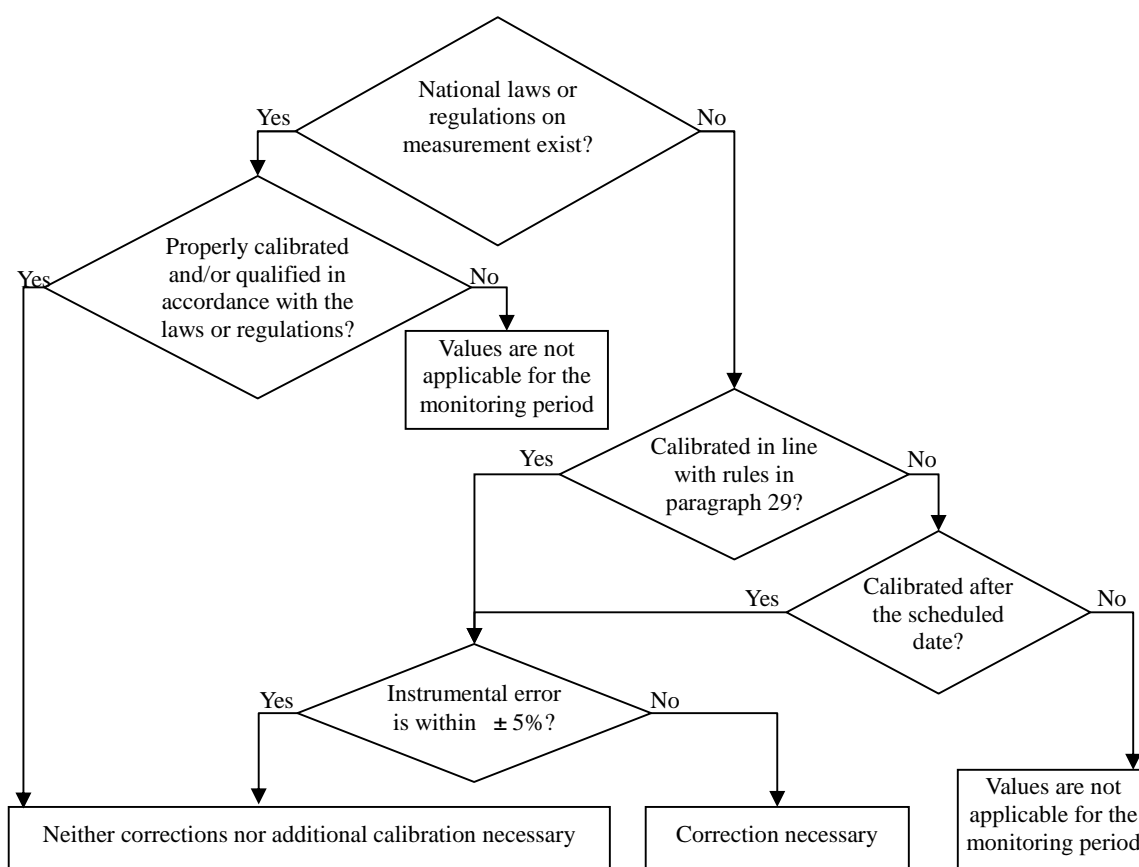 National laws or
regulations on
measurement exist?
Yes
No
Properly calibrated
and/or qualified in
accordance with the
laws or regulations?
Yes
No
Values are not
applicable for the
monitoring period
Calibrated in line
with rules in
paragraph 29?
Yes
No
Calibrated after
the scheduled
date?
Yes
No
Instrumental error
is within ± 5%?
Yes
No
Values are not
applicable for the
monitoring period
Neither corrections nor additional calibration necessary
Correction necessary